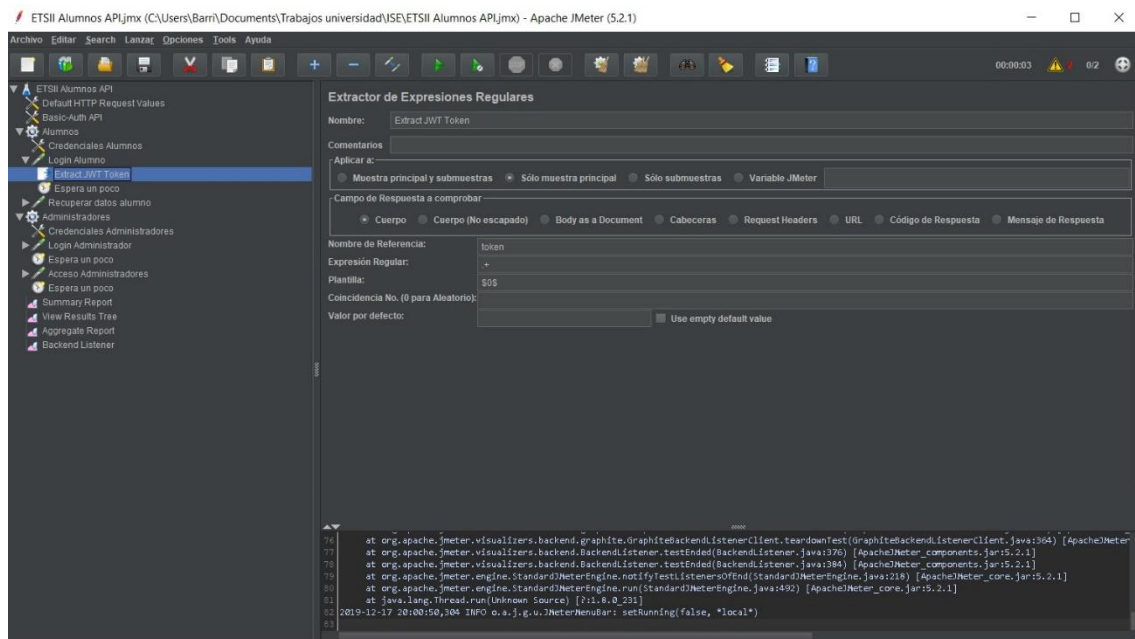 ETSII Alumnos API.jmx (C:\Users\Barri\Documents\Trabajos universidad\ISE\ETSII Alumnos API.jmx) - Apache JMeter (5.2.1)
Archivo Editar Search Lanzar Opciones Tools Ayuda
00:00:03 2 0/2
ETSII Alumnos API
Default HTTP Request Values
Basic-Auth API
Alumnos
Credenciales Alumnos
Login Alumno
Extract JWT Token
Espera un poco
Recuperar datos alumno
Administradores
Credenciales Administradores
Login Administrador
Espera un poco
Acceso Administradores
Espera un poco
Summary Report
View Results Tree
Aggregate Report
Backend Listener
Extractor de Expresiones Regulares
Nombre: Extract JWT Token
Comentarios
Aplicar a:
Muestra principal y submuestras Sólo muestra principal Sólo submuestras Variable JMeter
Campo de Respuesta a comprobar
Cuerpo Cuerpo (No escapado) Body as a Document Cabeceras Request Headers URL Código de Respuesta Mensaje de Respuesta
Nombre de Referencia: token
Expresión Regular: .+
Plantilla: $0$
Coincidencia No. (0 para Aleatorio):
Valor por defecto: Use empty default value
76 at org.apache.jmeter.visualizers.backend.graphite.GraphiteBackendListenerClient.teardownTest(GraphiteBackendListenerClient.java:364) [ApacheJMeter
77 at org.apache.jmeter.visualizers.backend.BackendListener.testEnded(BackendListener.java:376) [ApacheJMeter_components.jar:5.2.1]
78 at org.apache.jmeter.visualizers.backend.BackendListener.testEnded(BackendListener.java:384) [ApacheJMeter_components.jar:5.2.1]
79 at org.apache.jmeter.engine.StandardJMeterEngine.notifyTestListenersOfEnd(StandardJMeterEngine.java:218) [ApacheJMeter_core.jar:5.2.1]
80 at org.apache.jmeter.engine.StandardJMeterEngine.run(StandardJMeterEngine.java:492) [ApacheJMeter_core.jar:5.2.1]
81 at java.lang.Thread.run(Unknown Source) [?:1.8.0_231]
82 2019-12-17 20:00:50,304 INFO o.a.j.g.u.JMeterMenuBar: setRunning(false, *local*)
83